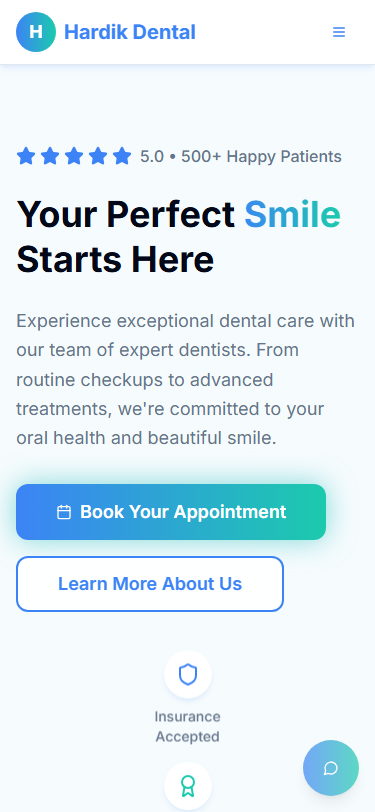 H Hardik Dental
5.0 • 500+ Happy Patients
Your Perfect Smile
Starts Here
Experience exceptional dental care with
our team of expert dentists. From
routine checkups to advanced
treatments, we're committed to your
oral health and beautiful smile.
Book Your Appointment
Learn More About Us
Insurance
Accepted